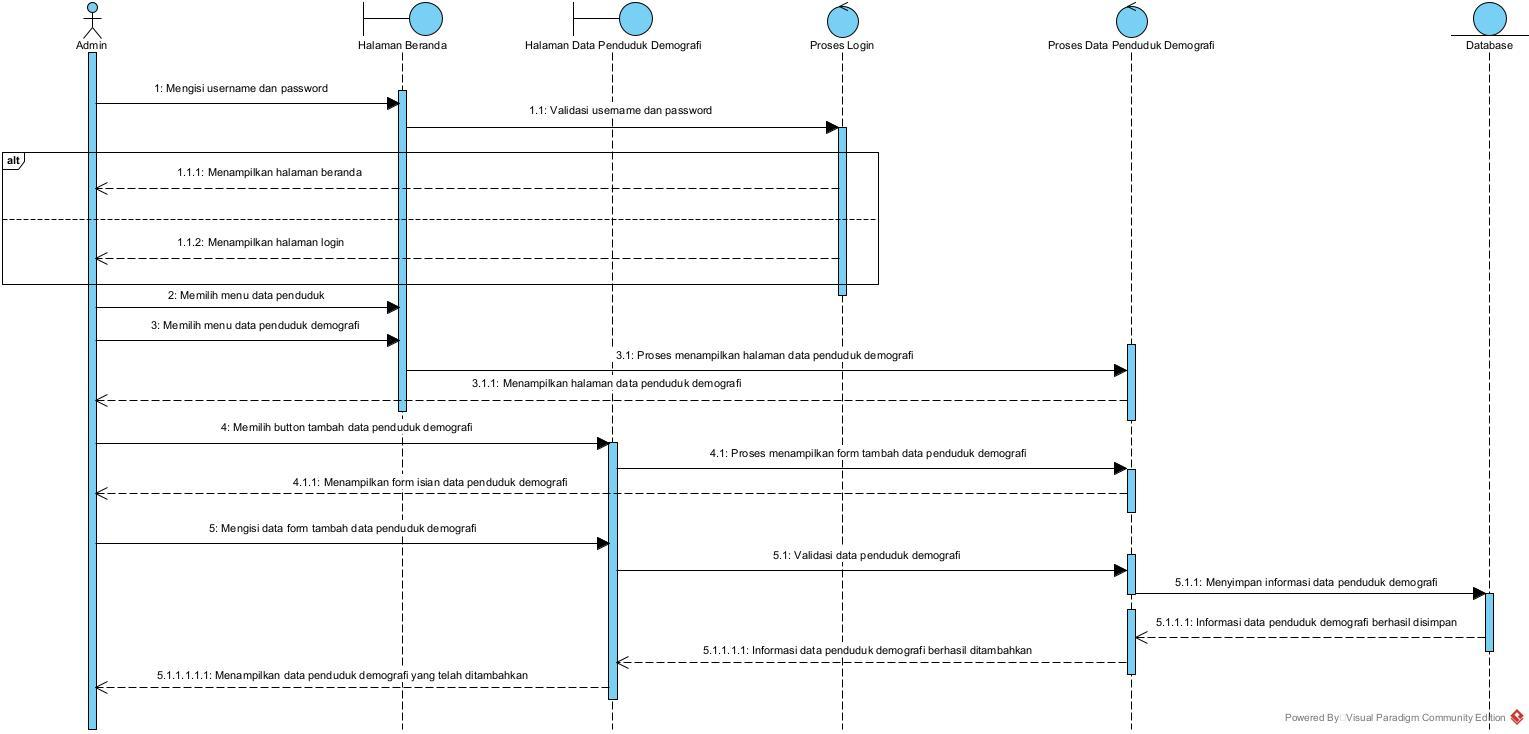 Admin
Halaman Beranda
Halaman Data Penduduk Demografi
Proses Login
Proses Data Penduduk Demografi
Database
1: Mengisi username dan password
1.1: Validasi username dan password
alt
1.1.1: Menampilkan halaman beranda
1.1.2: Menampilkan halaman login
2: Memilih menu data penduduk
3: Memilih menu data penduduk demografi
3.1: Proses menampilkan halaman data penduduk demografi
3.1.1: Menampilkan halaman data penduduk demografi
4: Memilih button tambah data penduduk demografi
4.1: Proses menampilkan form tambah data penduduk demografi
4.1.1: Menampilkan form isian data penduduk demografi
5: Mengisi data form tambah data penduduk demografi
5.1: Validasi data penduduk demografi
5.1.1: Menyimpan informasi data penduduk demografi
5.1.1.1: Informasi data penduduk demografi berhasil disimpan
5.1.1.1.1: Informasi data penduduk demografi berhasil ditambahkan
5.1.1.1.1.1: Menampilkan data penduduk demografi yang telah ditambahkan
Powered By Visual Paradigm Community Edition